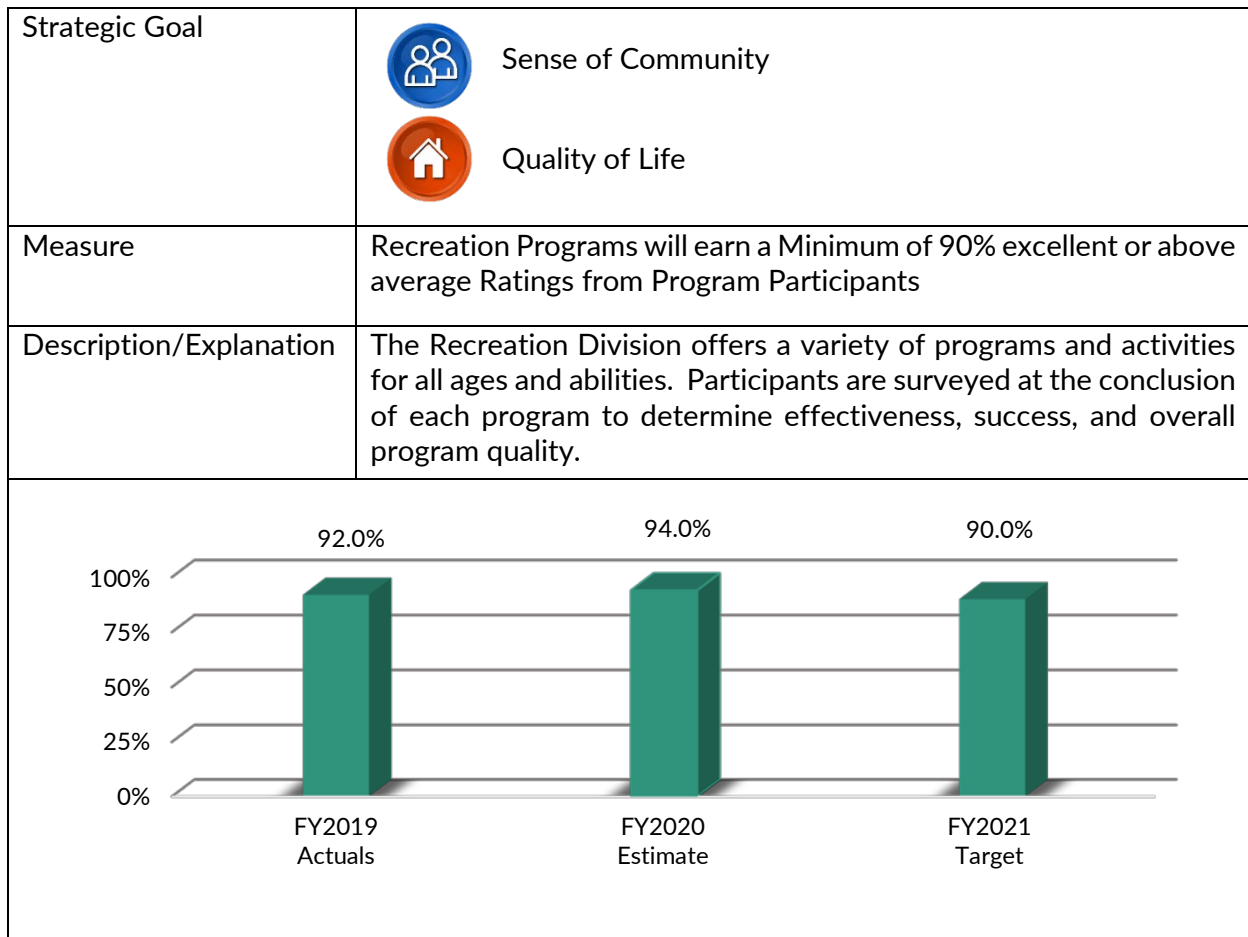 Strategic Goal
Sense of Community
Quality of Life
Measure
Recreation Programs will earn a Minimum of 90% excellent or above
average Ratings from Program Participants
Description/Explanation
The Recreation Division offers a variety of programs and activities
for all ages and abilities.  Participants are surveyed at the conclusion
of each program to determine effectiveness, success, and overall
program quality.
92.0%
94.0%
90.0%
100%
75%
50%
25%
0%
FY2019
Actuals
FY2020
Estimate
FY2021
Target